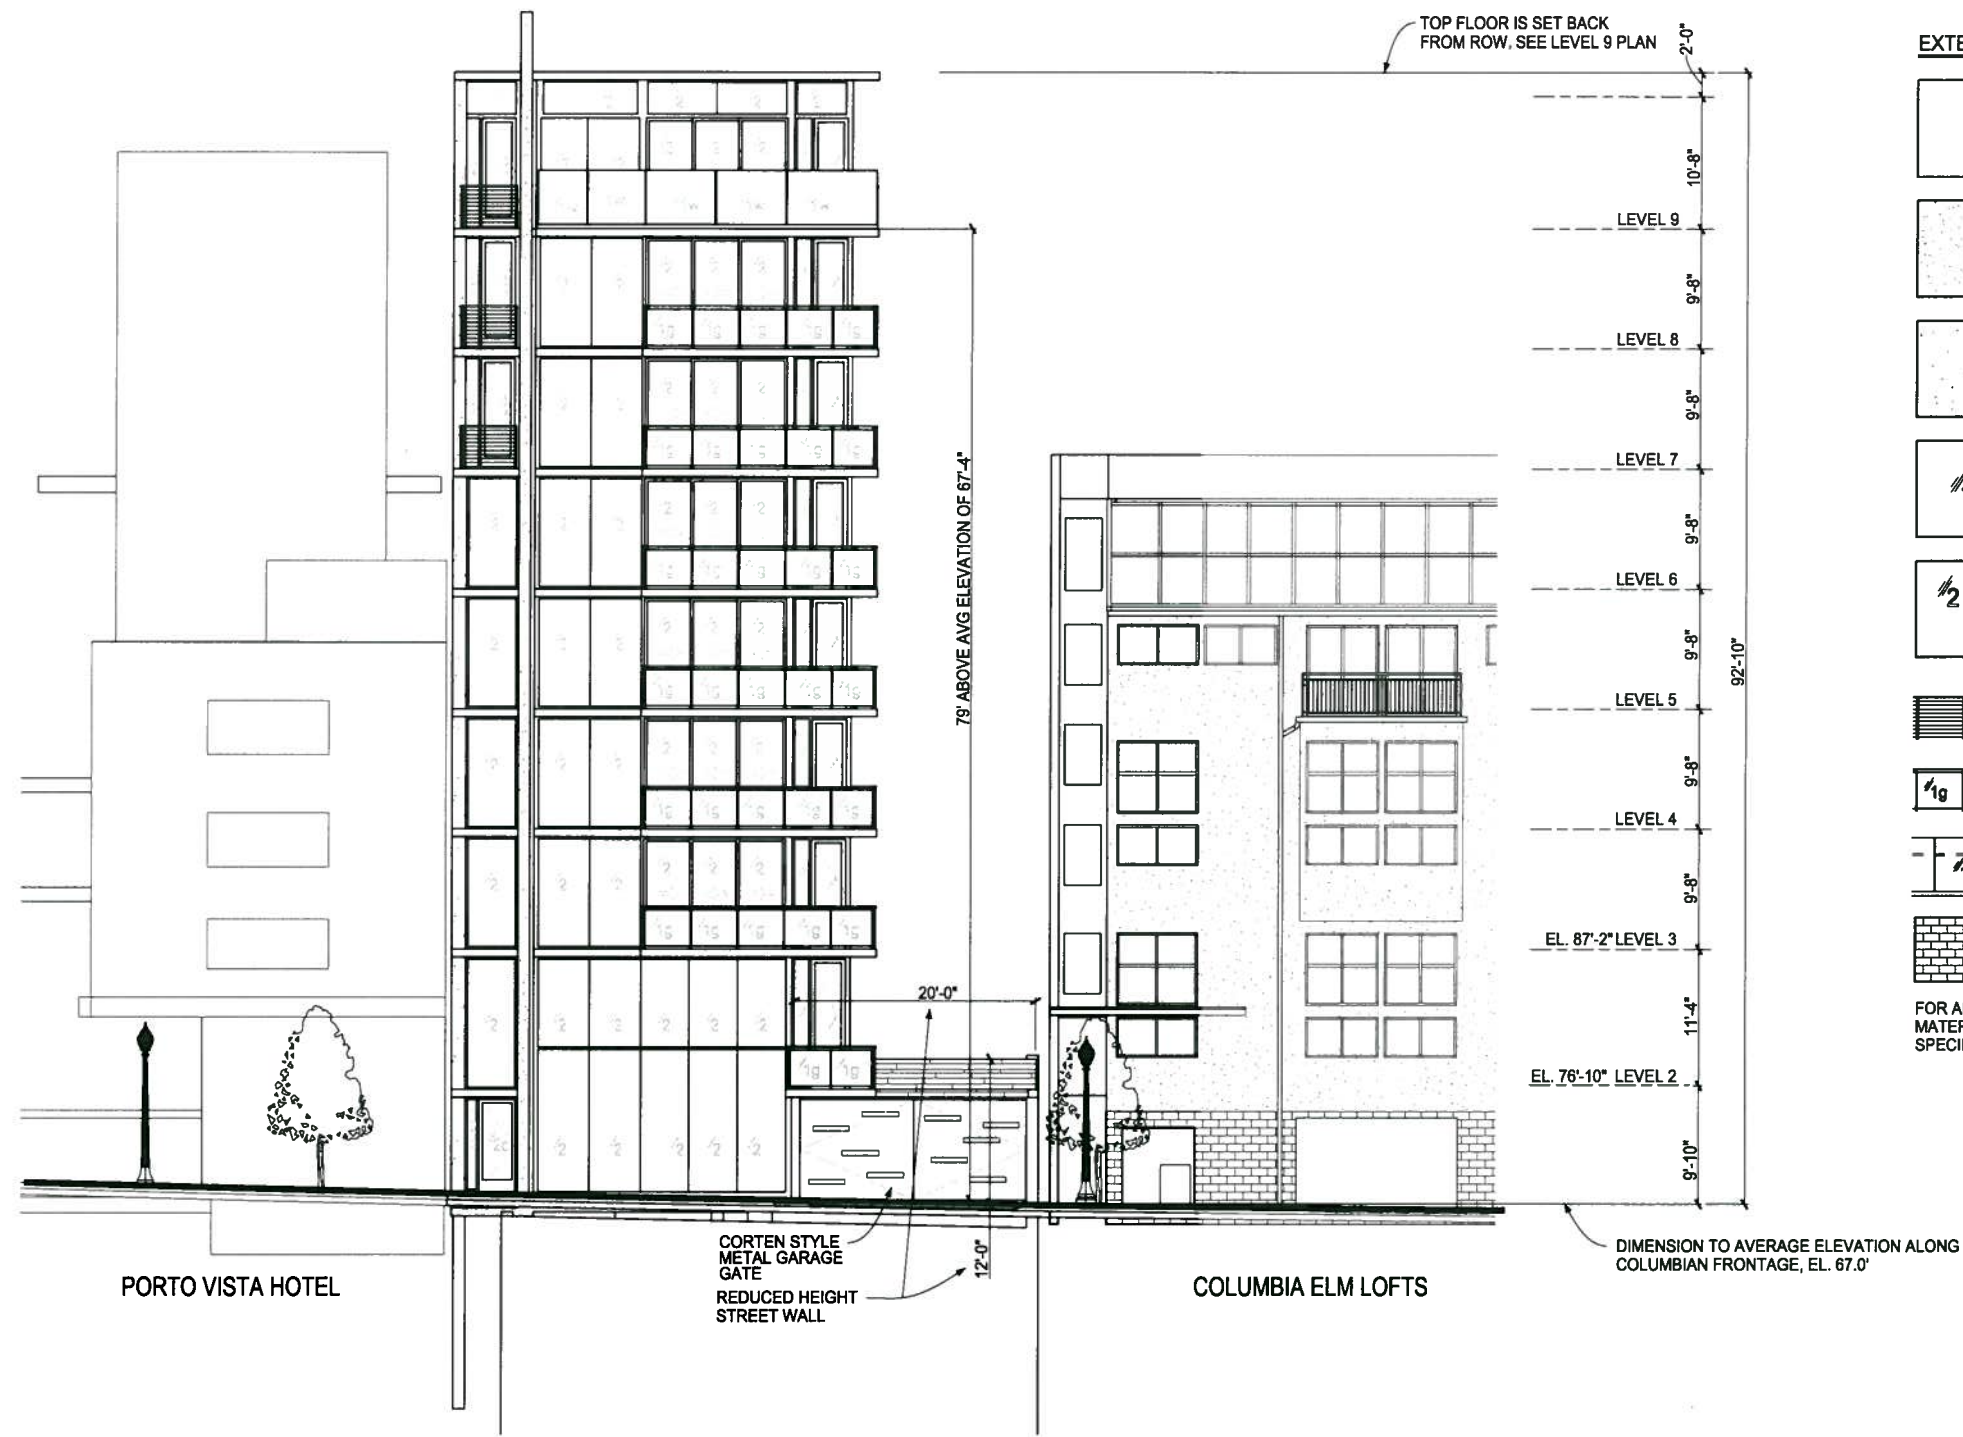 TOP FLOOR IS SET BACK
FROM ROW, SEE LEVEL 9 PLAN
2'-0"
10'-8"
LEVEL 9
9'-8"
LEVEL 8
9'-8"
LEVEL 7
9'-8"
LEVEL 6
9'-8"
LEVEL 5
9'-8"
LEVEL 4
9'-8"
EL. 87'-2" LEVEL 3
11'-4"
EL. 76'-10" LEVEL 2
9'-10"
92'-10"
79' ABOVE AVG ELEVATION OF 67'-4"
20'-0"
12'-0"
CORTEN STYLE
METAL GARAGE
GATE
REDUCED HEIGHT
STREET WALL
PORTO VISTA HOTEL
COLUMBIA ELM LOFTS
DIMENSION TO AVERAGE ELEVATION ALONG
COLUMBIAN FRONTAGE, EL. 67.0'
EXTE
2
1g
FOR A
MATER
SPECI